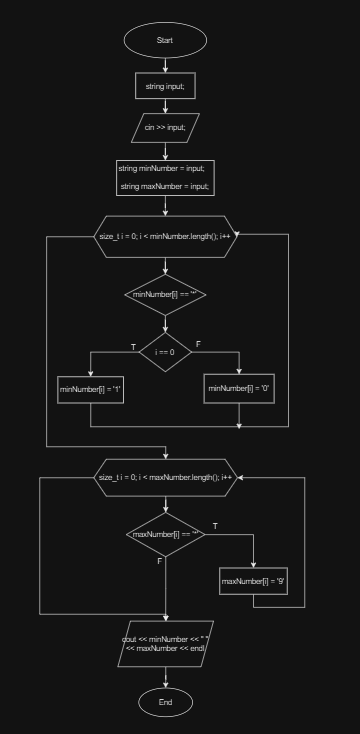 Start
string input;
cin >> input;
string minNumber = input;
string maxNumber = input;
size_t i = 0; i < minNumber.length(); i++
minNumber[i] == '*'
i == 0
T
F
minNumber[i] = '1'
minNumber[i] = '0'
size_t i = 0; i < maxNumber.length(); i++
maxNumber[i] == '*'
T
F
maxNumber[i] = '9'
cout << minNumber << " "
<< maxNumber << endl
End